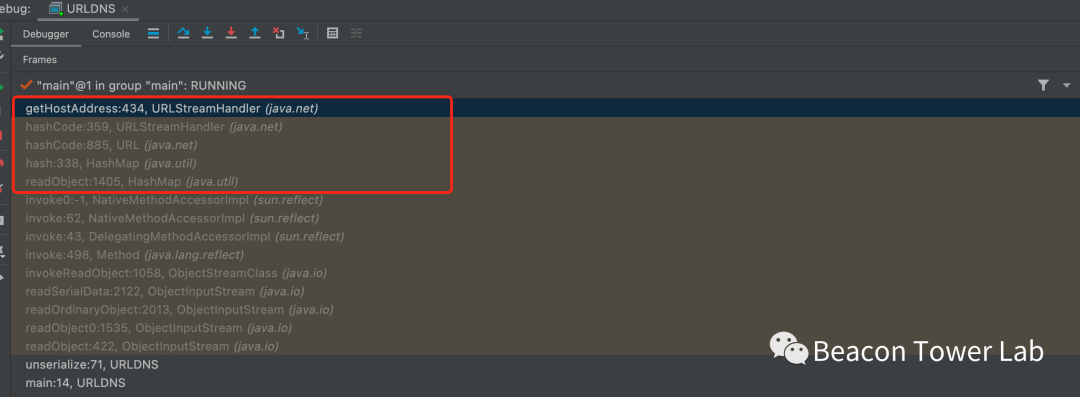 ebug:
URLDNS
Debugger
Console
Frames
"main"@1 in group "main": RUNNING
getHostAddress:434, URLStreamHandler (java.net)
hashCode:359, URLStreamHandler (java.net)
hashCode:885, URL (java.net)
hash:338, HashMap (java.util)
readObject:1405, HashMap (java.util)
invoke0:-1, NativeMethodAccessorImpl (sun.reflect)
invoke:62, NativeMethodAccessorImpl (sun.reflect)
invoke:43, DelegatingMethodAccessorImpl (sun.reflect)
invoke:498, Method (java.lang.reflect)
invokeReadObject:1058, ObjectStreamClass (java.io)
readSerialData:2122, ObjectInputStream (java.io)
readOrdinaryObject:2013, ObjectInputStream (java.io)
readObject0:1535, ObjectInputStream (java.io)
readObject:422, ObjectInputStream (java.io)
unserialize:71, URLDNS
main:14, URLDNS
Beacon Tower Lab